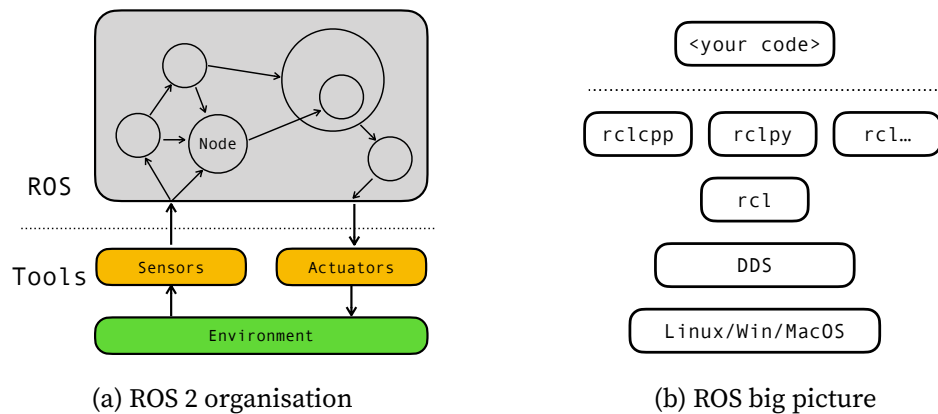 Node
ROS
Tools
Sensors
Actuators
Environment
(a) ROS 2 organisation
<your code>
rclcpp
rclpy
rcl…
rcl
DDS
Linux/Win/MacOS
(b) ROS big picture